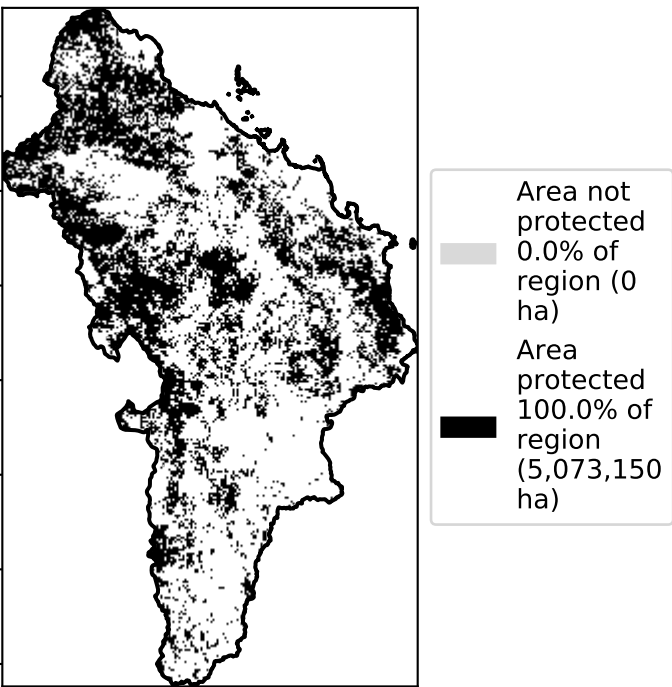 Area not
protected
0.0% of
region (0
ha)
Area
protected
100.0% of
region
(5,073,150
ha)